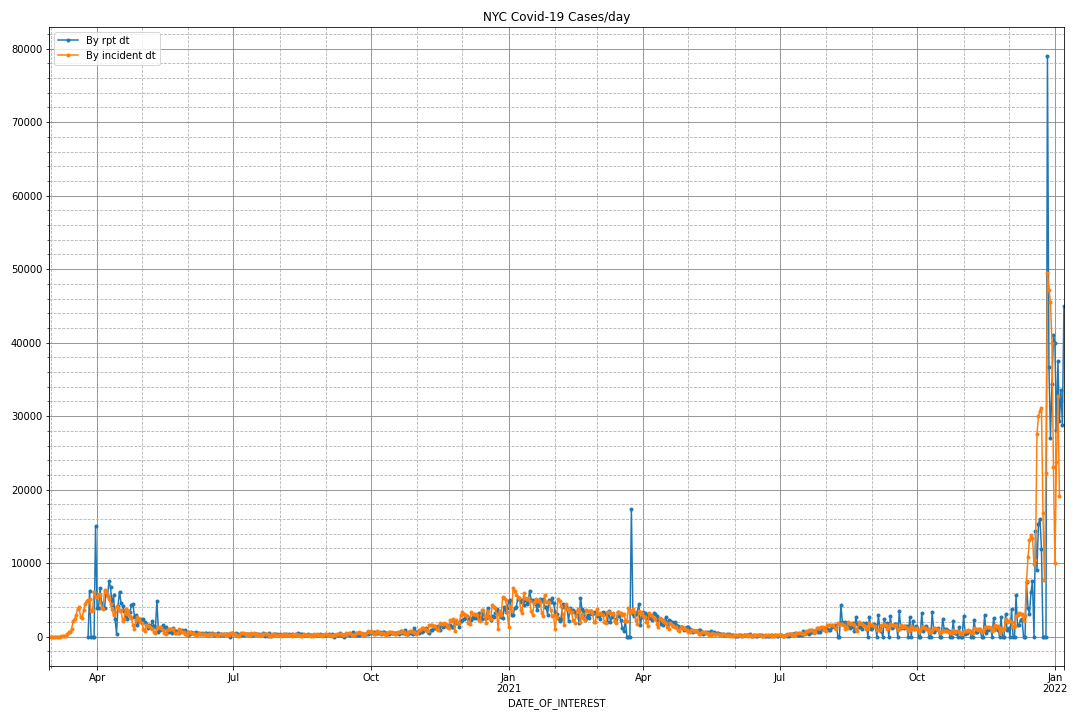 NYC Covid-19 Cases/day
By rpt dt
By incident dt
80000
70000
60000
50000
40000
30000
20000
10000
0
Apr Jul Oct Jan Apr Jul Oct Jan
2021 2022
DATE_OF_INTEREST